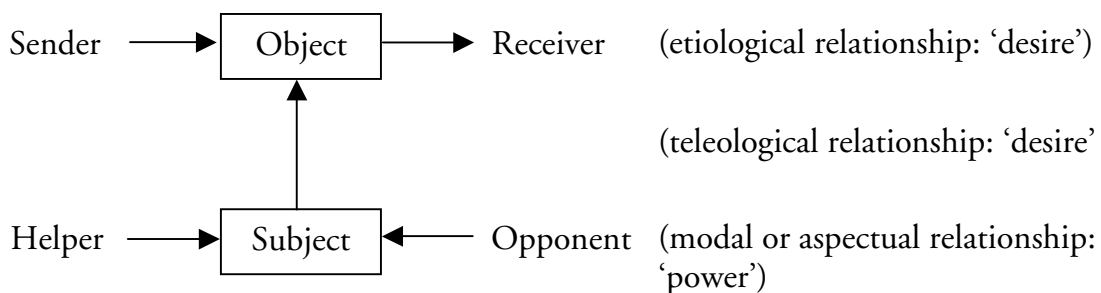 Sender Object Receiver (etiological relationship: ‘desire’)
(teleological relationship: ‘desire’
Helper Subject Opponent (modal or aspectual relationship:
‘power’)